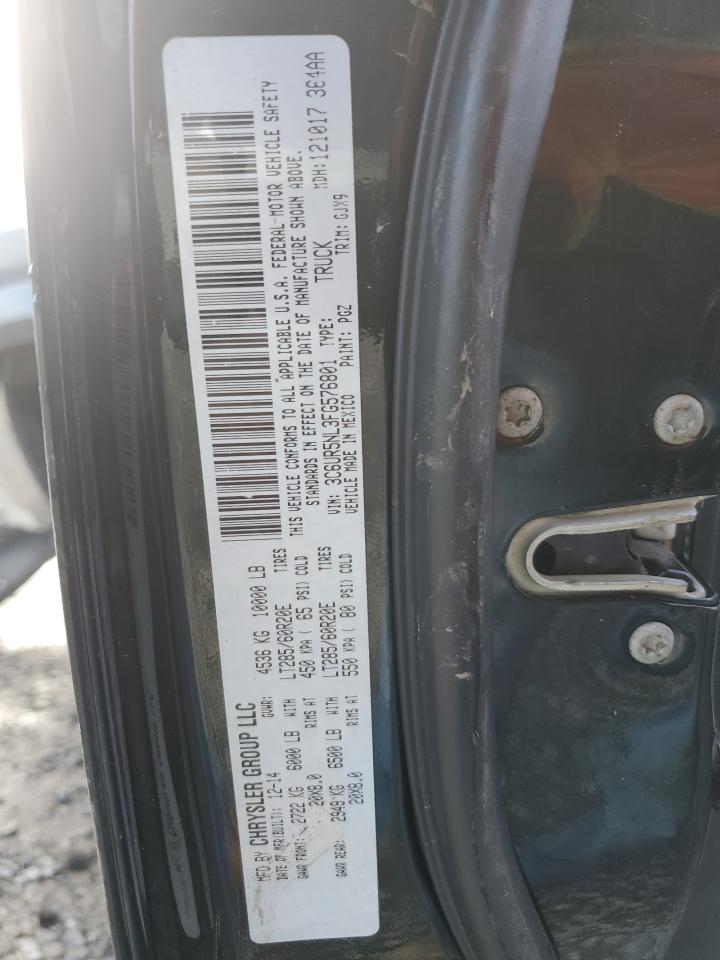 MFD BY CHRYSLER GROUP LLC
DATE OF MFR(BUILT): 12-14 GVWR: 4536 KG 10000 LB
GAWR FRONT: 2722 KG 6000 LB WITH LT285/60R20E TIRES
20X8.0 RIMS AT 450 KPA ( 65 PSI) COLD
GAWR REAR: 2949 KG 6500 LB WITH LT285/60R20E TIRES
20X8.0 RIMS AT 550 KPA ( 80 PSI) COLD
THIS VEHICLE CONFORMS TO ALL APPLICABLE U.S.A. FEDERAL-MOTOR VEHICLE SAFETY
STANDARDS IN EFFECT ON THE DATE OF MANUFACTURE SHOWN ABOVE.
VIN: 3C6UR5NL3FG576801 TYPE: TRUCK MDH:121017 3E4AA
VEHICLE MADE IN MEXICO PAINT: PGZ TRIM: GJX9